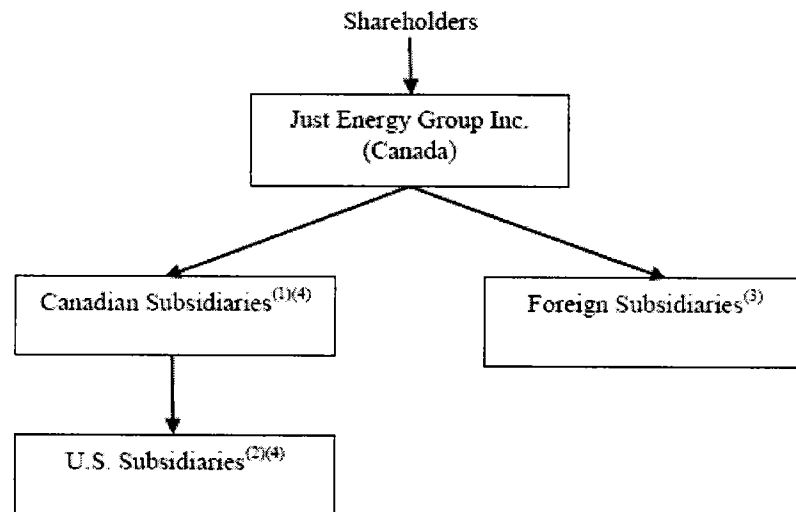 Shareholders
Just Energy Group Inc.
(Canada)
Canadian Subsidiaries(1)(4)
Foreign Subsidiaries(3)
U.S. Subsidiaries(2)(4)